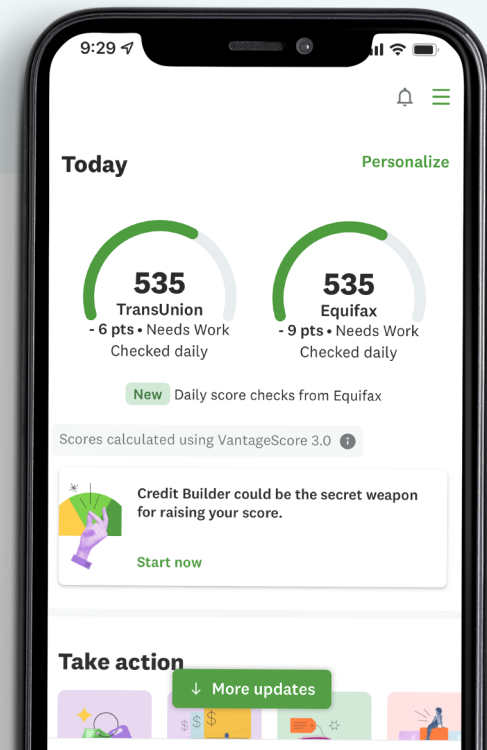 9:29
Today
Personalize
535
TransUnion
- 6 pts • Needs Work
Checked daily
535
Equifax
- 9 pts • Needs Work
Checked daily
New Daily score checks from Equifax
Scores calculated using VantageScore 3.0 i
Credit Builder could be the secret weapon
for raising your score.
Start now
Take action
↓ More updates
$ $ $